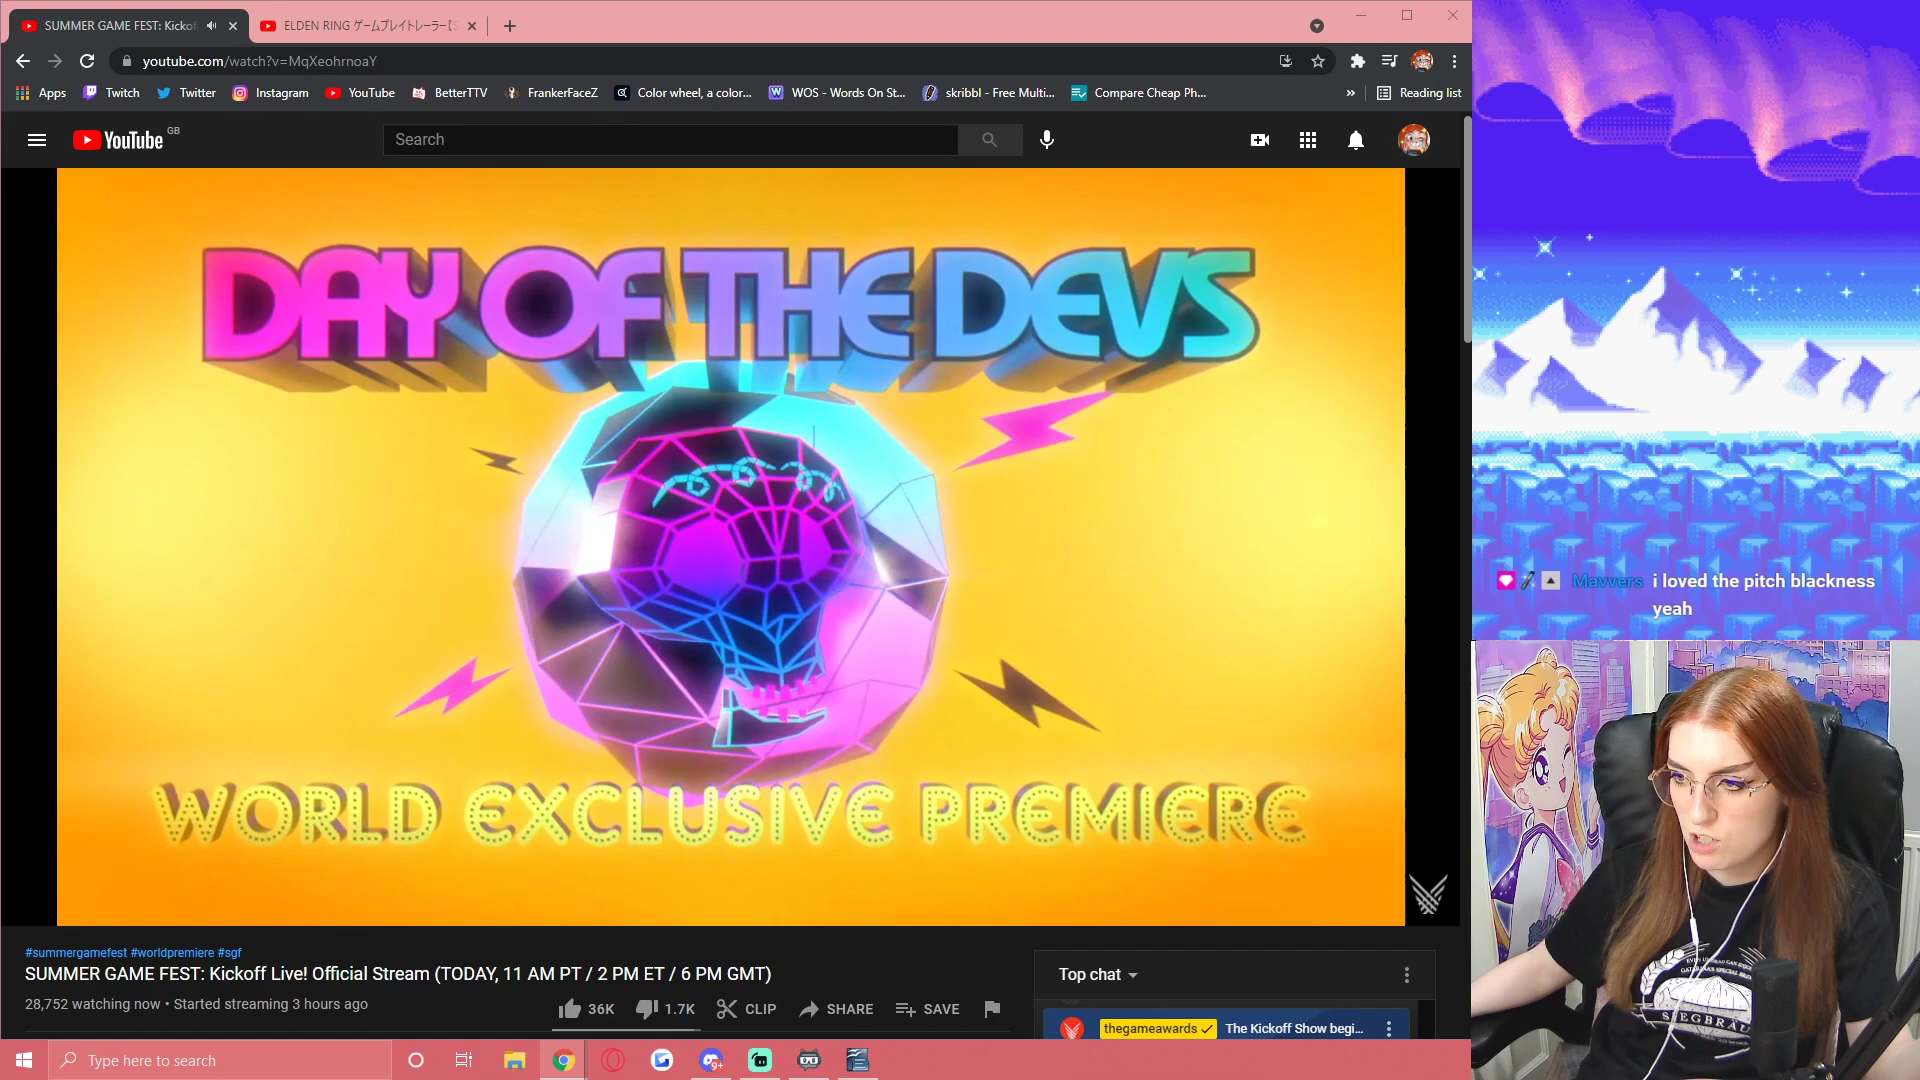 SUMMER GAME FEST: Kicko
ELDEN RING ゲームプレイトレーラー【S
youtube.com/watch?v=MqXeohrnoaY
Apps
Twitch
Twitter
Instagram
YouTube
BetterTTV
FrankerFaceZ
Color wheel, a color...
WOS - Words On St...
skribbl - Free Multi...
Compare Cheap Ph...
»
Reading list
YouTube GB
Search
DAY OF THE DEVS
WORLD EXCLUSIVE PREMIERE
Mavvers i loved the pitch blackness
yeah
#summergamefest #worldpremiere #sgf
SUMMER GAME FEST: Kickoff Live! Official Stream (TODAY, 11 AM PT / 2 PM ET / 6 PM GMT)
28,752 watching now • Started streaming 3 hours ago
36K
1.7K
CLIP
SHARE
SAVE
Top chat
thegameawards
The Kickoff Show begi...
SIEGBRÄU
Type here to search
9+